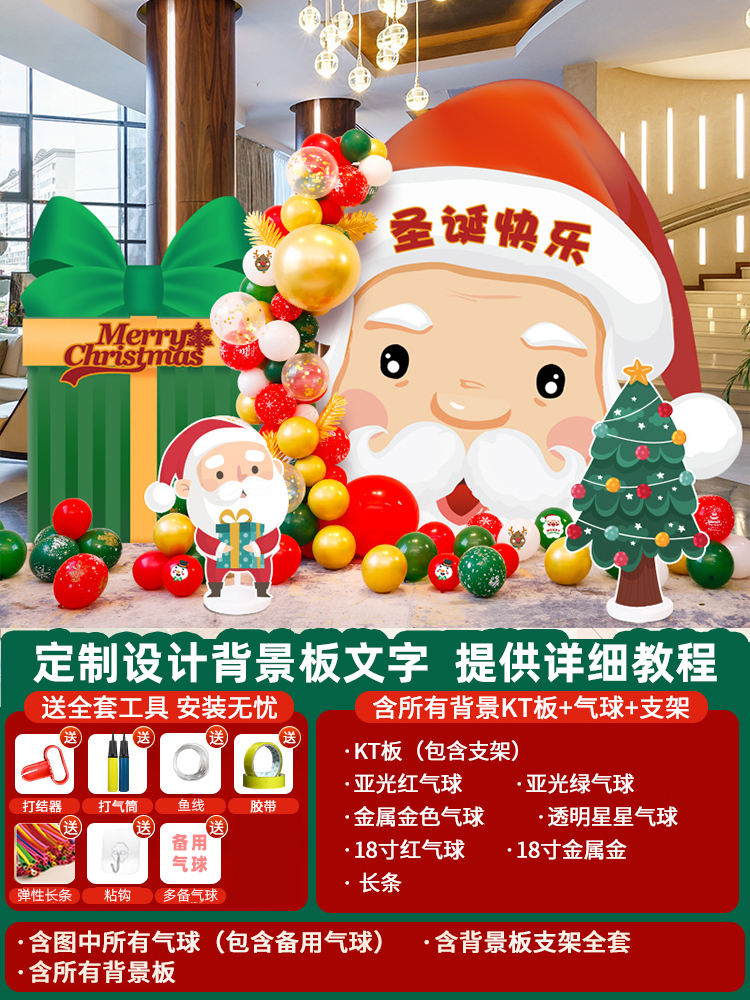 圣诞快乐
Merry
Christmas
定制设计背景板文字 提供详细教程
送全套工具 安装无忧
送
送
送
送
打结器
打气筒
鱼线
胶带
送
送
送
备用
气球
弹性长条
粘钩
多备气球
含所有背景KT板+气球+支架
·KT板（包含支架）
·亚光红气球 ·亚光绿气球
·金属金色气球 ·透明星星气球
·18寸红气球 ·18寸金属金
·长条
·含图中所有气球（包含备用气球） ·含背景板支架全套
·含所有背景板